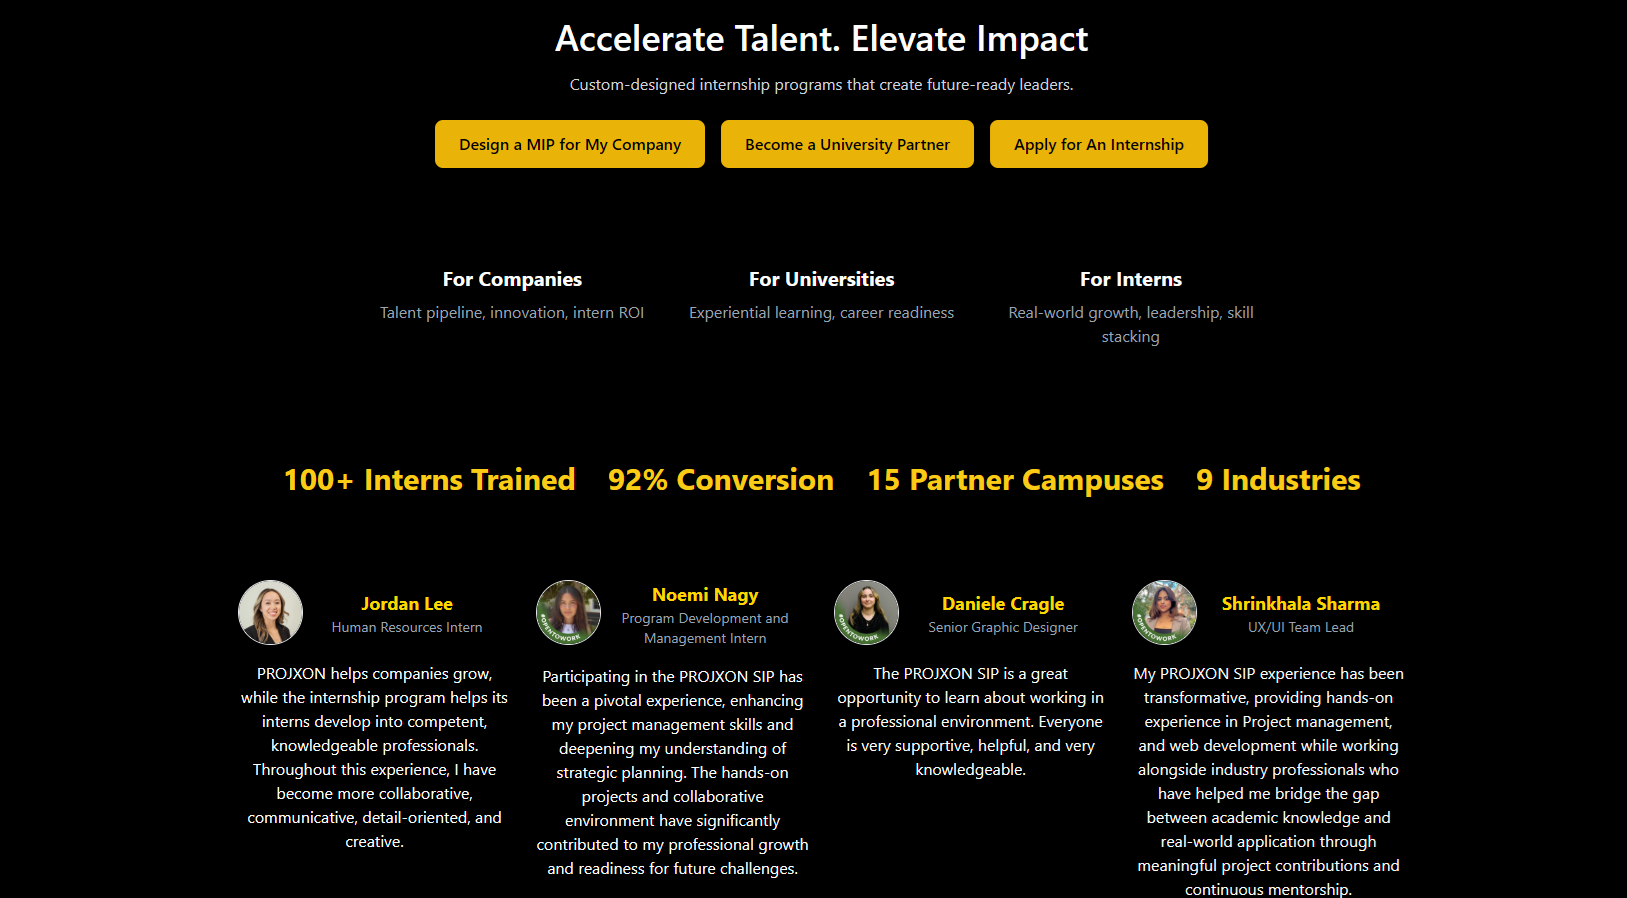 Accelerate Talent. Elevate Impact
Custom-designed internship programs that create future-ready leaders.
Design a MIP for My Company
Become a University Partner
Apply for An Internship
For Companies
Talent pipeline, innovation, intern ROI
For Universities
Experiential learning, career readiness
For Interns
Real-world growth, leadership, skill
stacking
100+ Interns Trained
92% Conversion
15 Partner Campuses
9 Industries
Jordan Lee
Human Resources Intern
PROJXON helps companies grow,
while the internship program helps its
interns develop into competent,
knowledgeable professionals.
Throughout this experience, I have
become more collaborative,
communicative, detail-oriented, and
creative.
#OPENTOWORK
Noemi Nagy
Program Development and
Management Intern
Participating in the PROJXON SIP has
been a pivotal experience, enhancing
my project management skills and
deepening my understanding of
strategic planning. The hands-on
projects and collaborative
environment have significantly
contributed to my professional growth
and readiness for future challenges.
#OPENTOWORK
Daniele Cragle
Senior Graphic Designer
The PROJXON SIP is a great
opportunity to learn about working in
a professional environment. Everyone
is very supportive, helpful, and very
knowledgeable.
#OPENTOWORK
Shrinkhala Sharma
UX/UI Team Lead
My PROJXON SIP experience has been
transformative, providing hands-on
experience in Project management,
and web development while working
alongside industry professionals who
have helped me bridge the gap
between academic knowledge and
real-world application through
meaningful project contributions and
continuous mentorship.